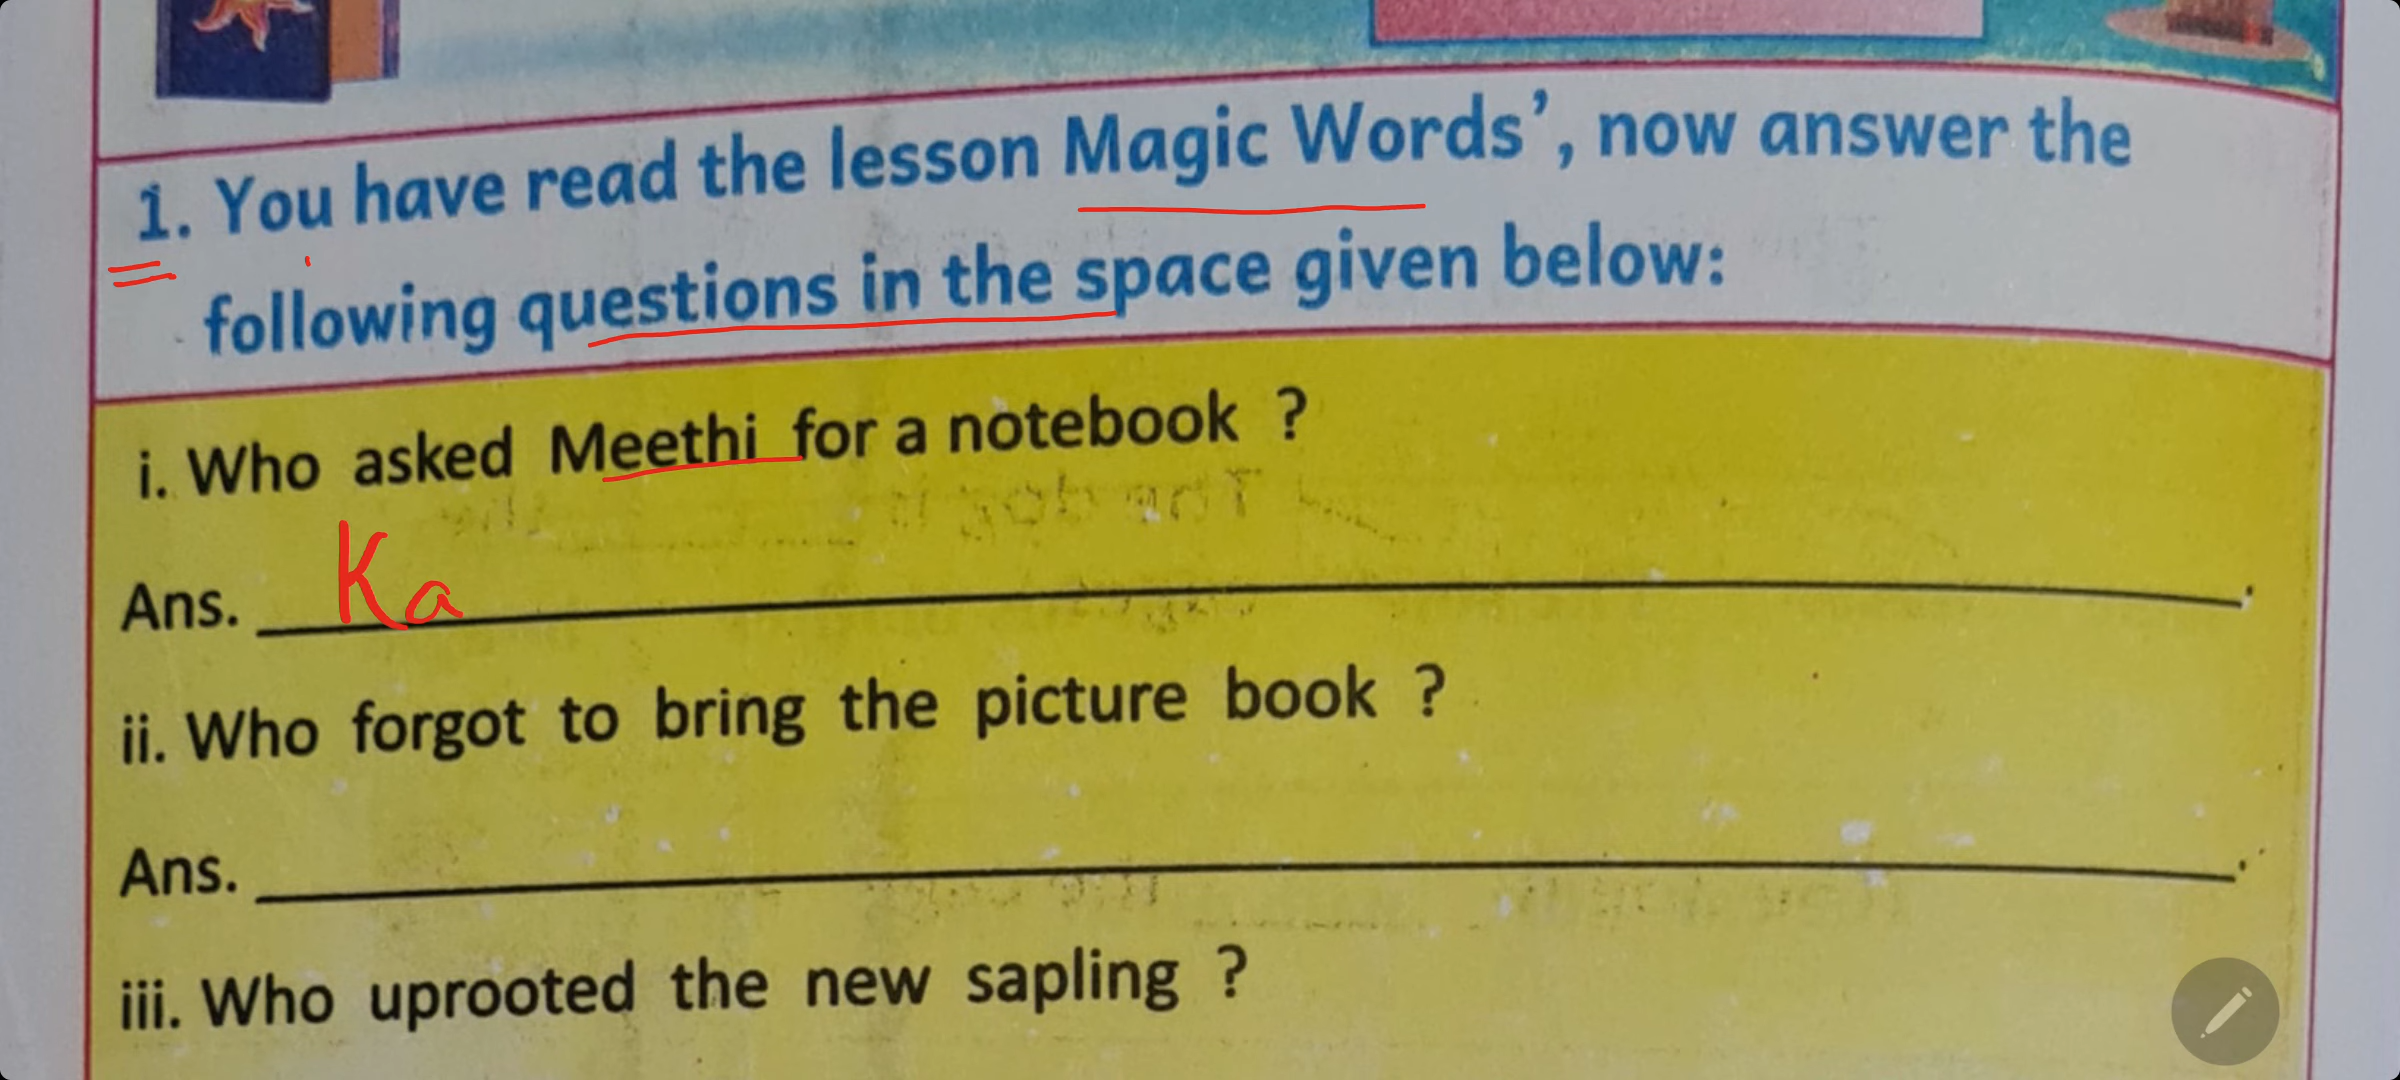 1. You have read the lesson Magic Words', now answer the
following questions in the space given below:
i. Who asked Meethi for a notebook ?
Ans. Ka
ii. Who forgot to bring the picture book ?
Ans.
iii. Who uprooted the new sapling ?